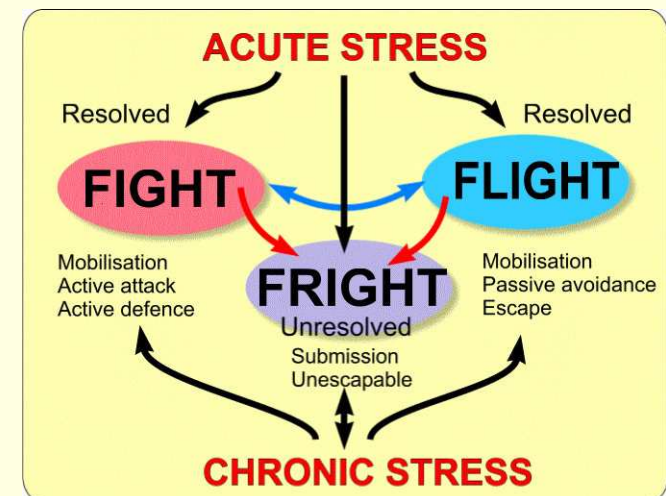 ACUTE STRESS
Resolved
Resolved
FIGHT
FLIGHT
Mobilisation
Active attack
Active defence
FRIGHT
Unresolved
Submission
Unescapable
Mobilisation
Passive avoidance
Escape
CHRONIC STRESS